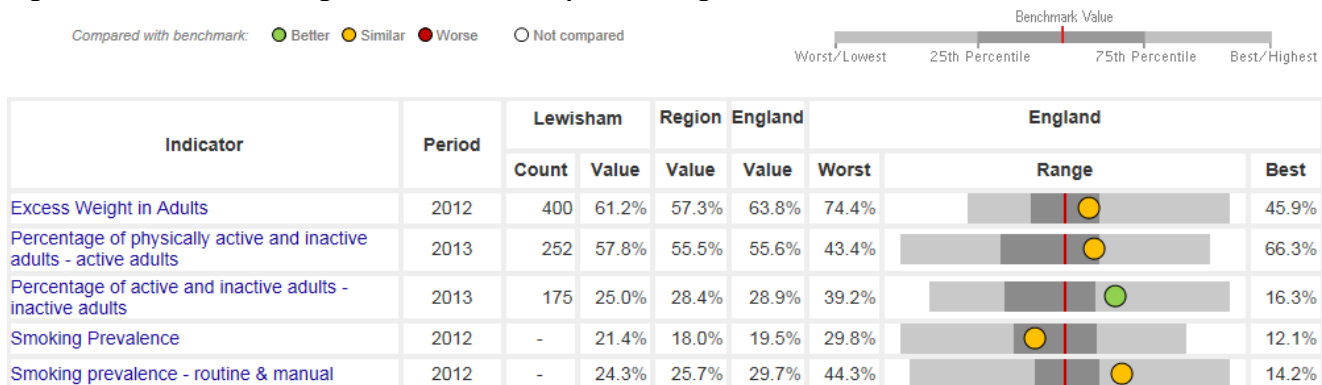 Compared with benchmark: Better Similar Worse Not compared
Benchmark Value
Worst/Lowest 25th Percentile 75th Percentile Best/Highest
Indicator Period Lewisham Region England England
Count Value Value Value Worst Range Best
Excess Weight in Adults 2012 400 61.2% 57.3% 63.8% 74.4% 45.9%
Percentage of physically active and inactive
adults - active adults 2013 252 57.8% 55.5% 55.6% 43.4% 66.3%
Percentage of active and inactive adults -
inactive adults 2013 175 25.0% 28.4% 28.9% 39.2% 16.3%
Smoking Prevalence 2012 - 21.4% 18.0% 19.5% 29.8% 12.1%
Smoking prevalence - routine & manual 2012 - 24.3% 25.7% 29.7% 44.3% 14.2%